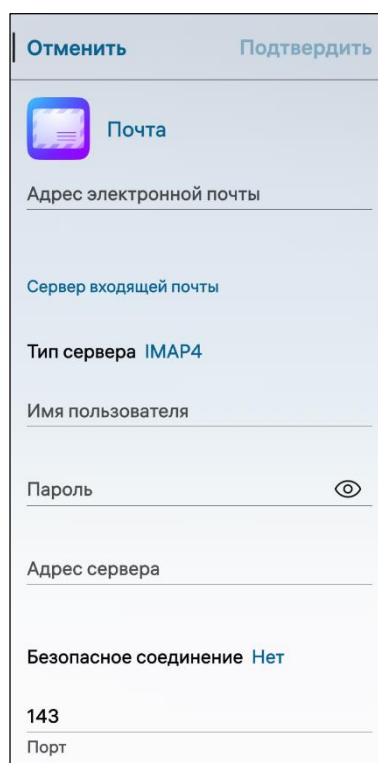 Отменить Подтвердить
Почта
Адрес электронной почты
Сервер входящей почты
Тип сервера IMAP4
Имя пользователя
Пароль
Адрес сервера
Безопасное соединение Нет
143
Порт